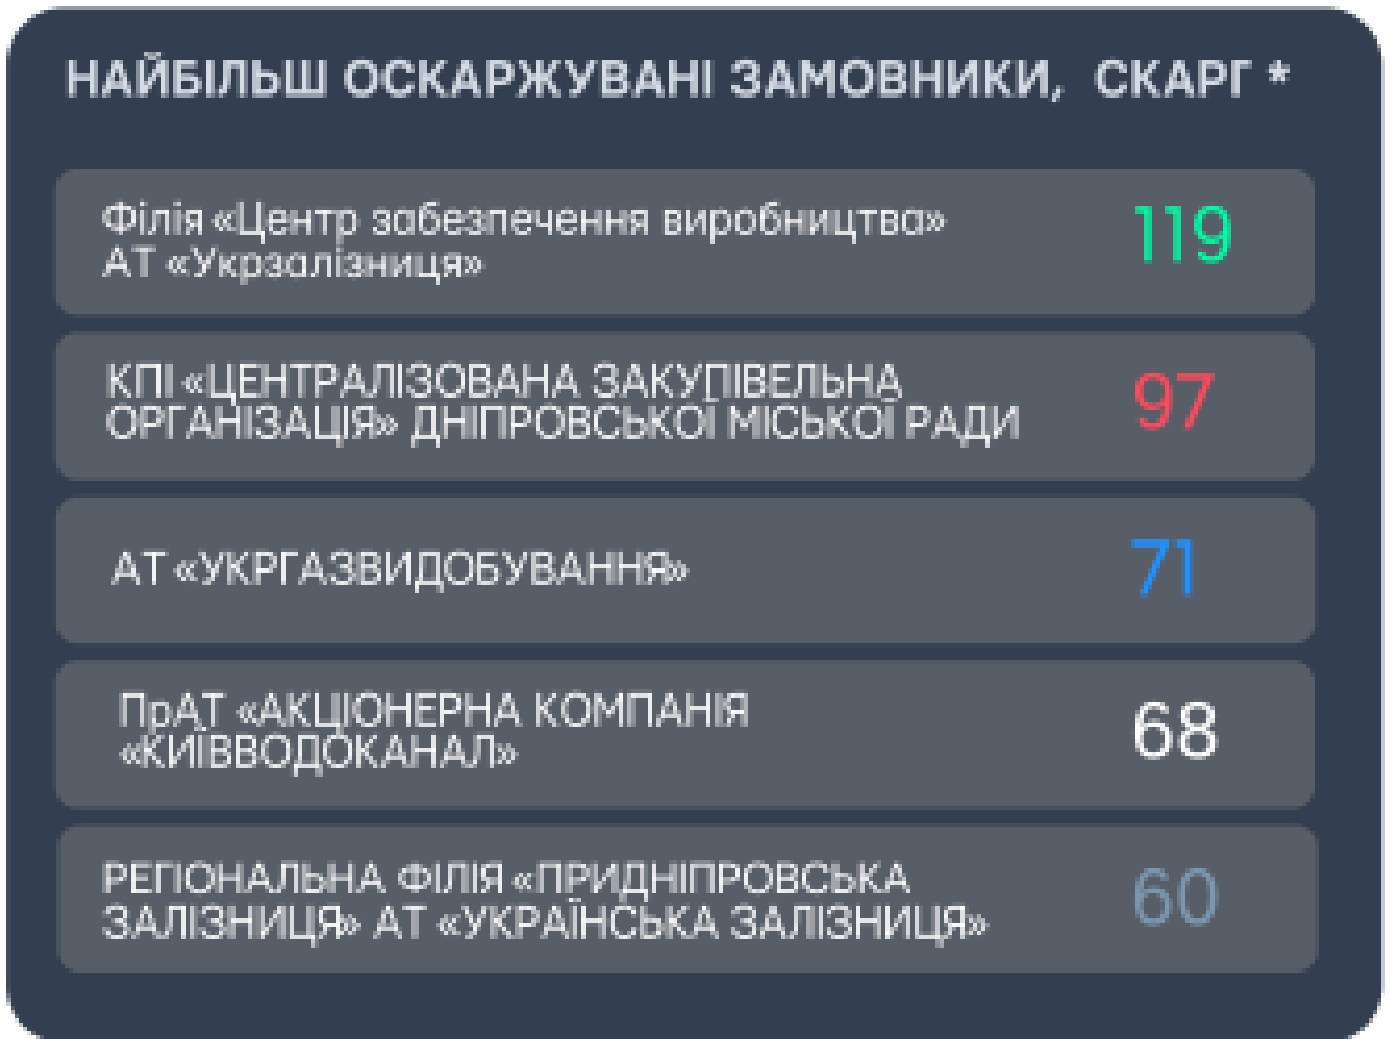 НАЙБІЛЬШ ОСКАРЖУВАНІ ЗАМОВНИКИ, СКАРГ *
Філія «Центр забезпечення виробництва»
АТ «Укрзалізниця»
119
КПІ «ЦЕНТРАЛІЗОВАНА ЗАКУПІВЕЛЬНА
ОРГАНІЗАЦІЯ» ДНІПРОВСЬКОЇ МІСЬКОЇ РАДИ
97
АТ «УКРГАЗВИДОБУВАННЯ»
71
ПрАТ «АКЦІОНЕРНА КОМПАНІЯ
«КИЇВВОДОКАНАЛ»
68
РЕГІОНАЛЬНА ФІЛІЯ «ПРИДНІПРОВСЬКА
ЗАЛІЗНИЦЯ» АТ «УКРАЇНСЬКА ЗАЛІЗНИЦЯ»
60